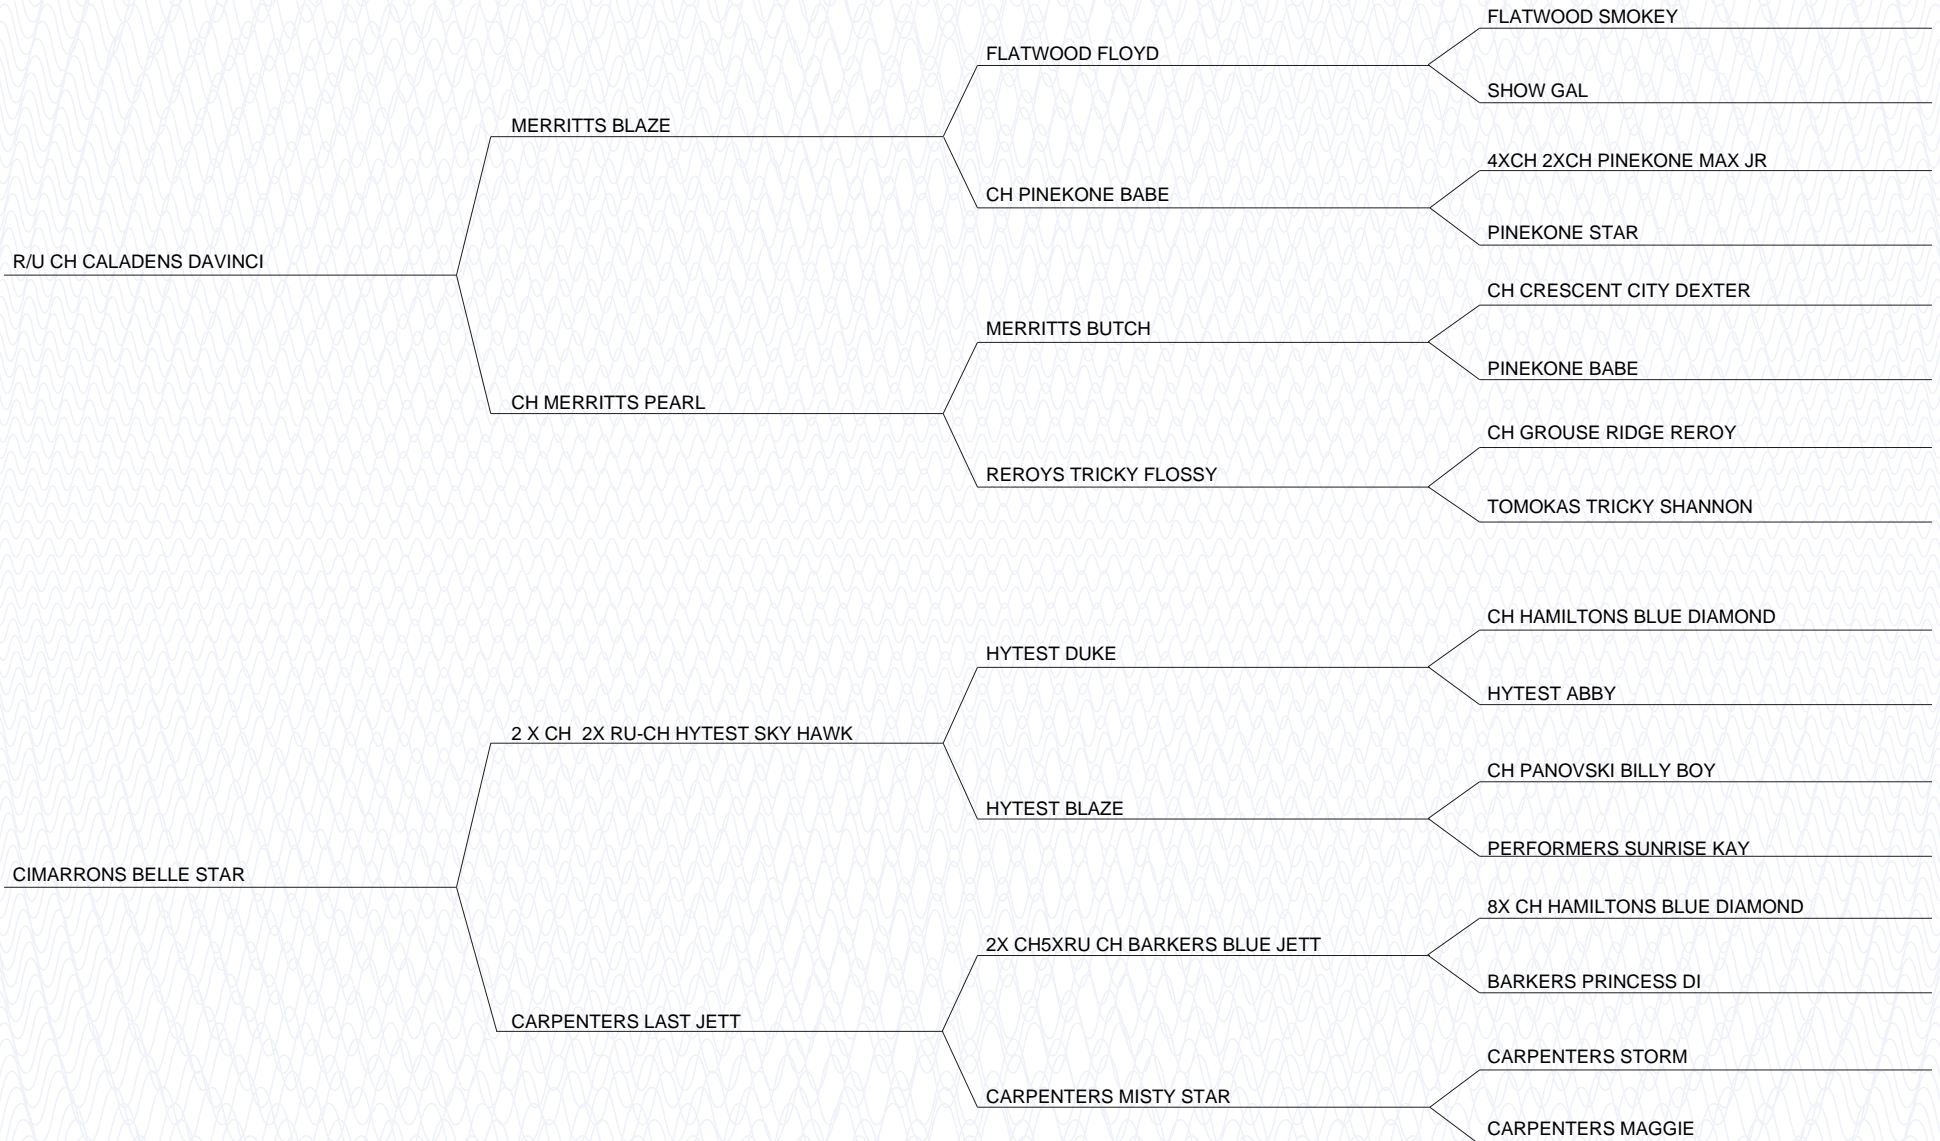 FLATWOOD SMOKEY
FLATWOOD FLOYD
SHOW GAL
MERRITTS BLAZE
4XCH 2XCH PINEKONE MAX JR
CH PINEKONE BABE
PINEKONE STAR
R/U CH CALADENS DAVINCI
CH CRESCENT CITY DEXTER
MERRITTS BUTCH
PINEKONE BABE
CH MERRITTS PEARL
CH GROUSE RIDGE REROY
REROYS TRICKY FLOSSY
TOMOKAS TRICKY SHANNON
CH HAMILTONS BLUE DIAMOND
HYTEST DUKE
HYTEST ABBY
2 X CH  2X RU-CH HYTEST SKY HAWK
CH PANOVSKI BILLY BOY
HYTEST BLAZE
PERFORMERS SUNRISE KAY
CIMARRONS BELLE STAR
8X CH HAMILTONS BLUE DIAMOND
2X CH5XRU CH BARKERS BLUE JETT
BARKERS PRINCESS DI
CARPENTERS LAST JETT
CARPENTERS STORM
CARPENTERS MISTY STAR
CARPENTERS MAGGIE